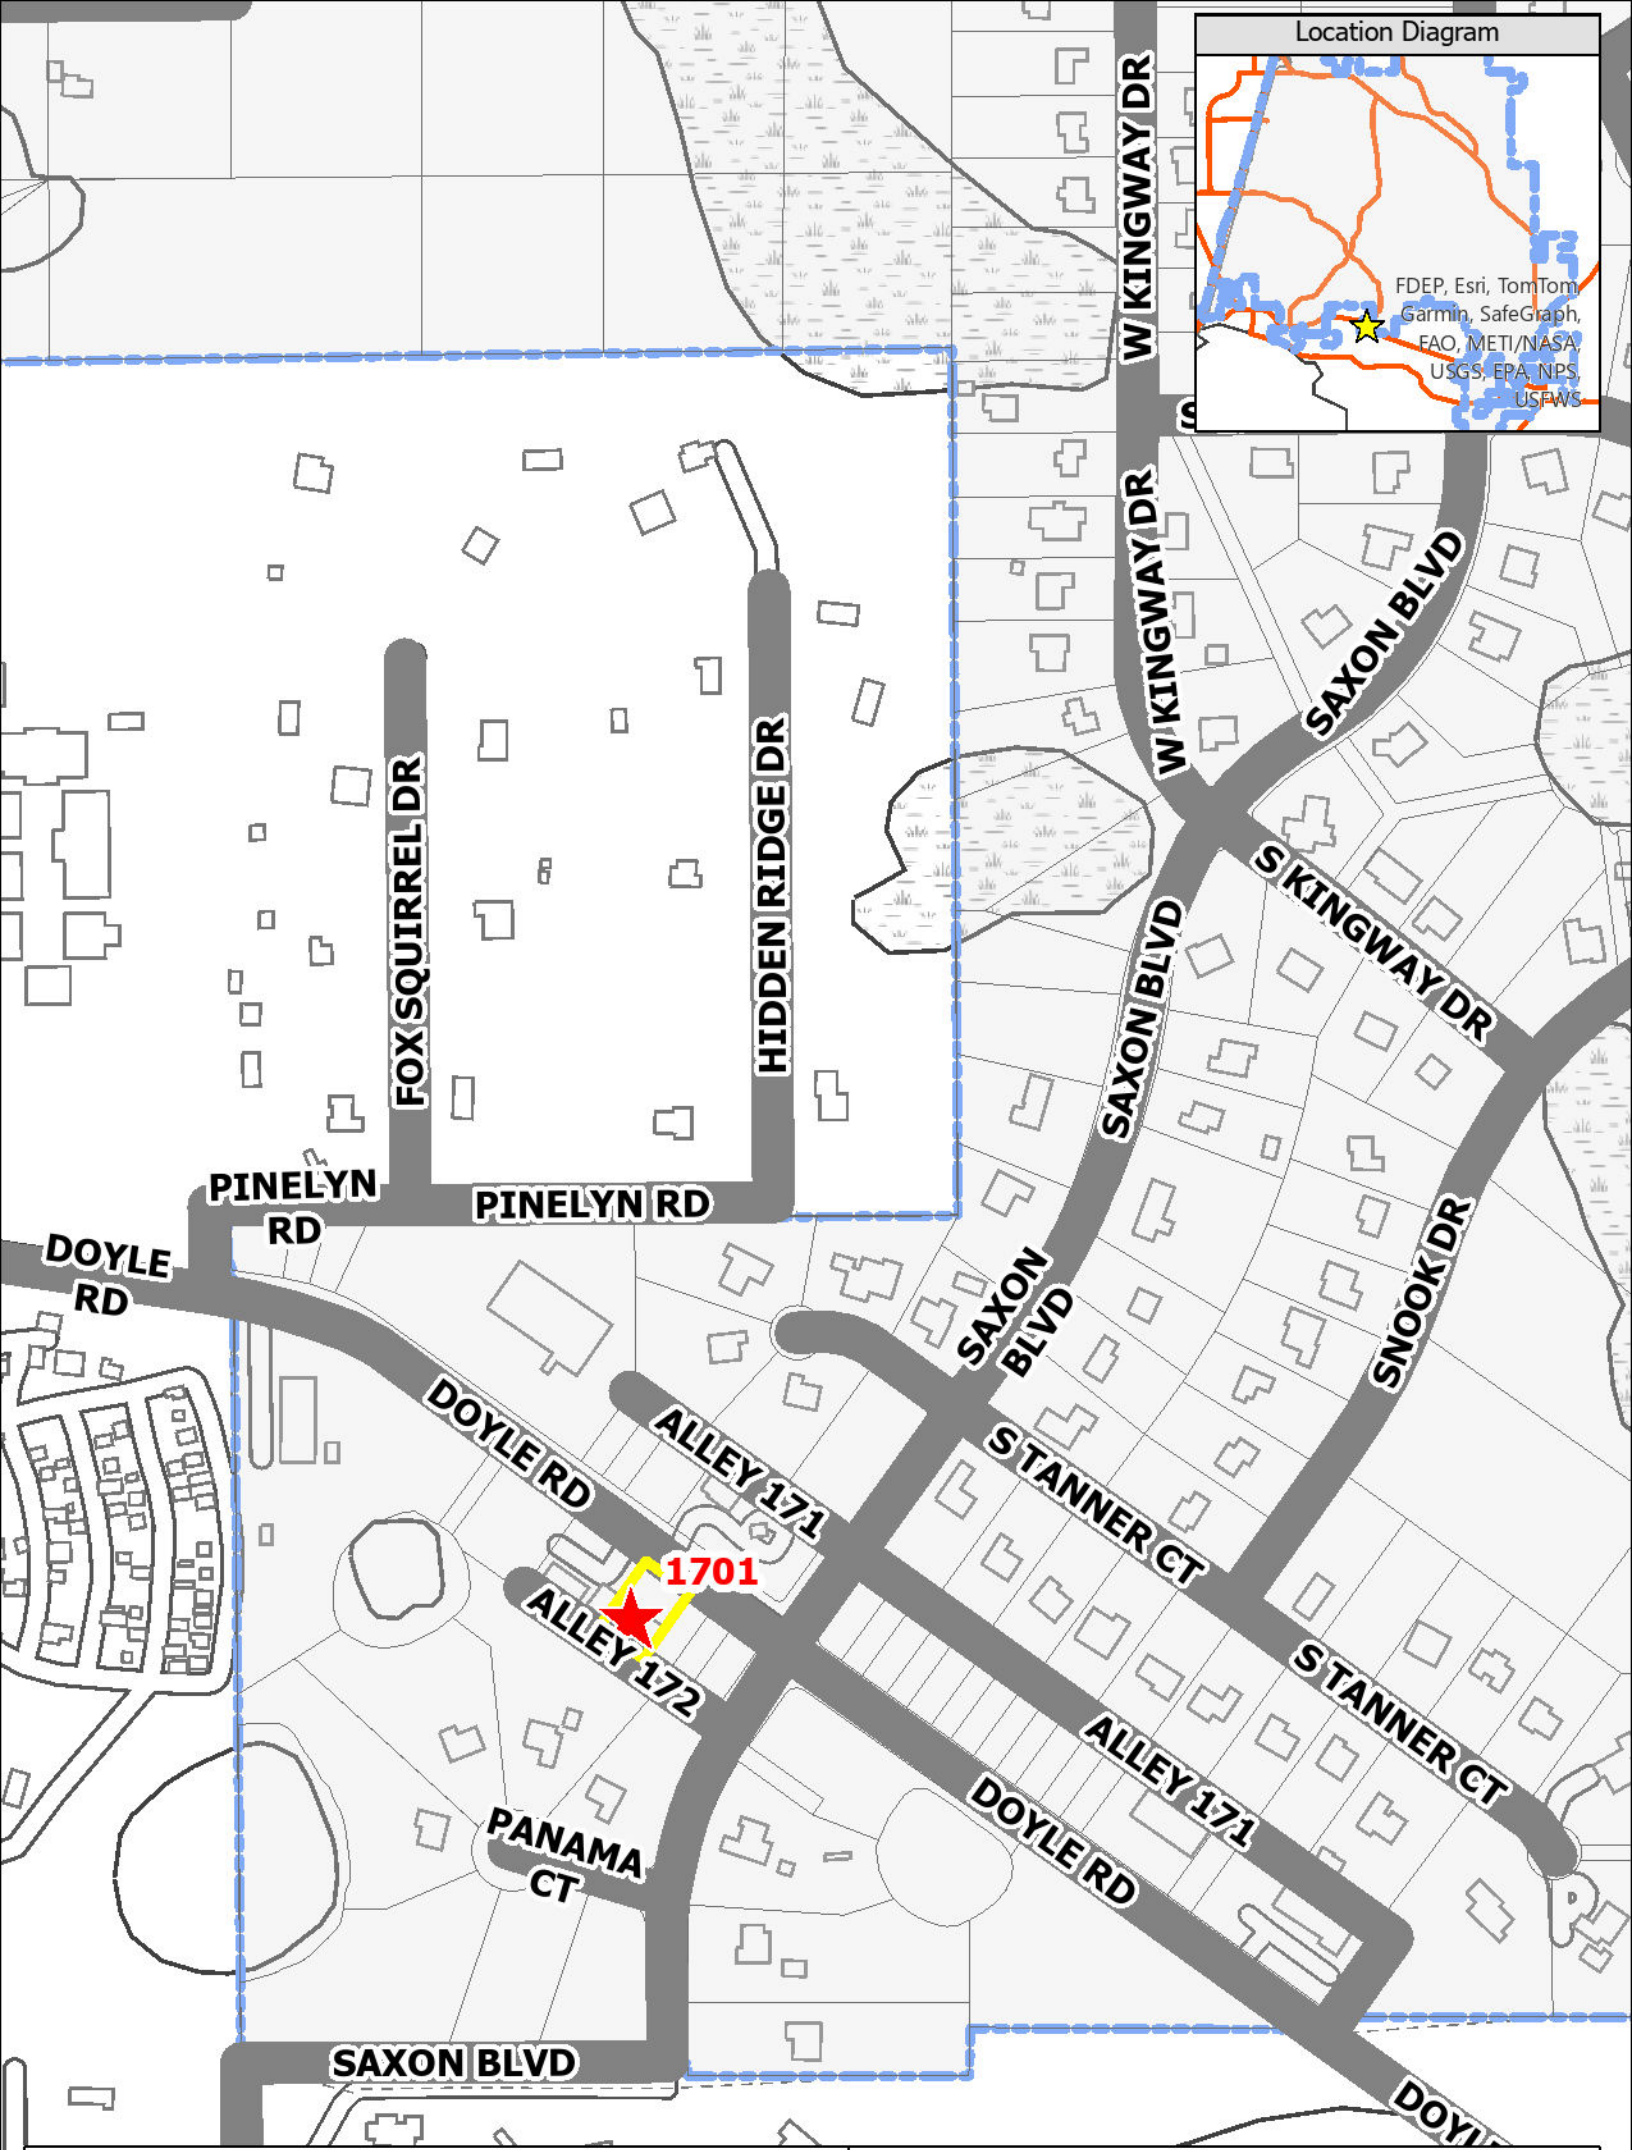 Location Diagram
FDEP, Esri, TomTom,
Garmin, SafeGraph,
FAO, METI/NASA,
USGS, EPA, NPS,
USFWS
W KINGWAY DR
S
W KINGWAY DR
SAXON BLVD
FOX SQUIRREL DR
HIDDEN RIDGE DR
S KINGWAY DR
SAXON BLVD
PINELYN
RD
PINELYN RD
DOYLE
RD
SAXON
BLVD
SNOOK DR
DOYLE RD
ALLEY 171
S TANNER CT
1701
ALLEY 172
S TANNER CT
ALLEY 171
DOYLE RD
PANAMA
CT
SAXON BLVD
DOYL